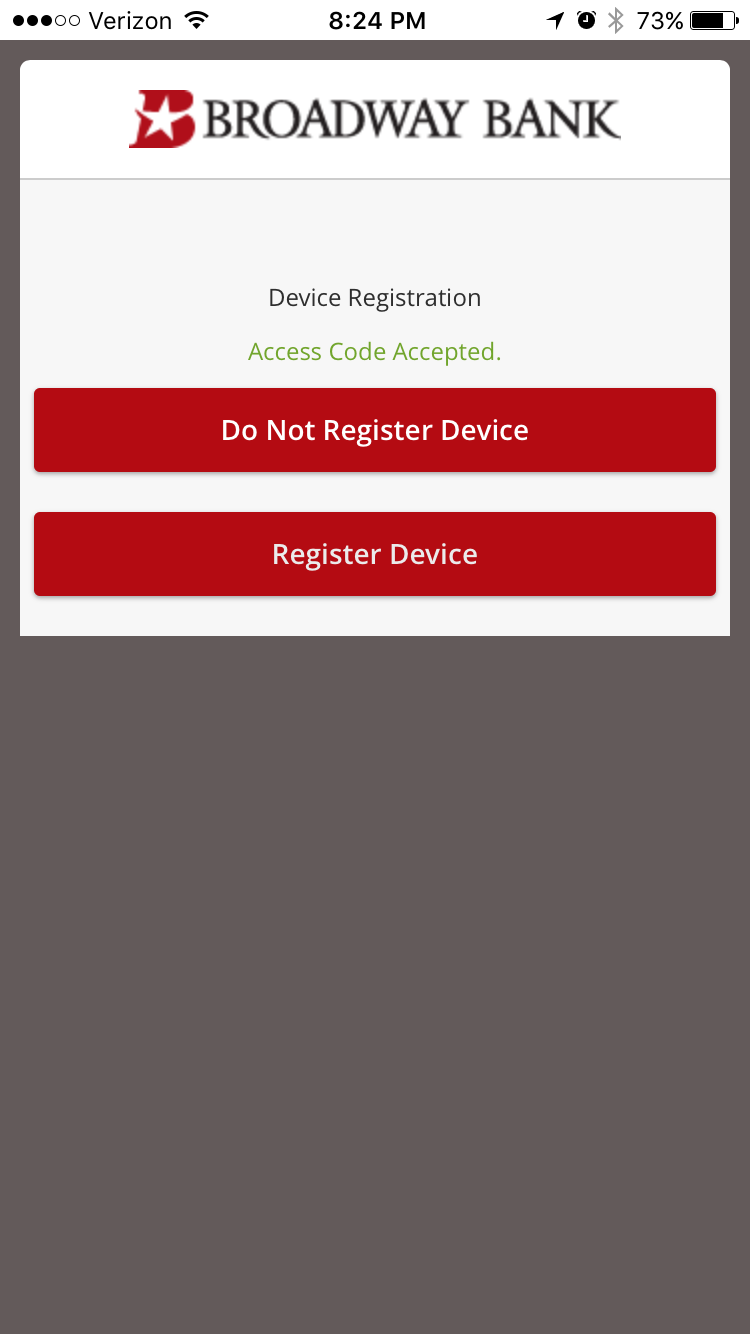 Verizon 8:24 PM 73%
BROADWAY BANK
Device Registration
Access Code Accepted.
Do Not Register Device
Register Device